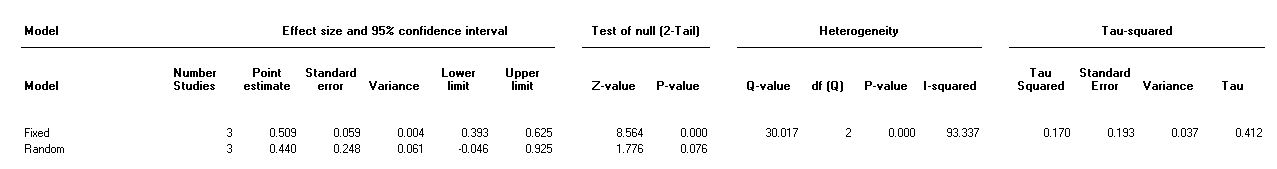 Model Effect size and 95% confidence interval Test of null (2-Tail) Heterogeneity Tau-squared
Number Point Standard Lower Upper Tau Standard
Model Studies estimate error Variance limit limit Z-value P-value Q-value df (Q) P-value I-squared Squared Error Variance Tau
Fixed 3 0.509 0.059 0.004 0.393 0.625 8.564 0.000 30.017 2 0.000 93.337 0.170 0.193 0.037 0.412
Random 3 0.440 0.248 0.061 -0.046 0.925 1.776 0.076